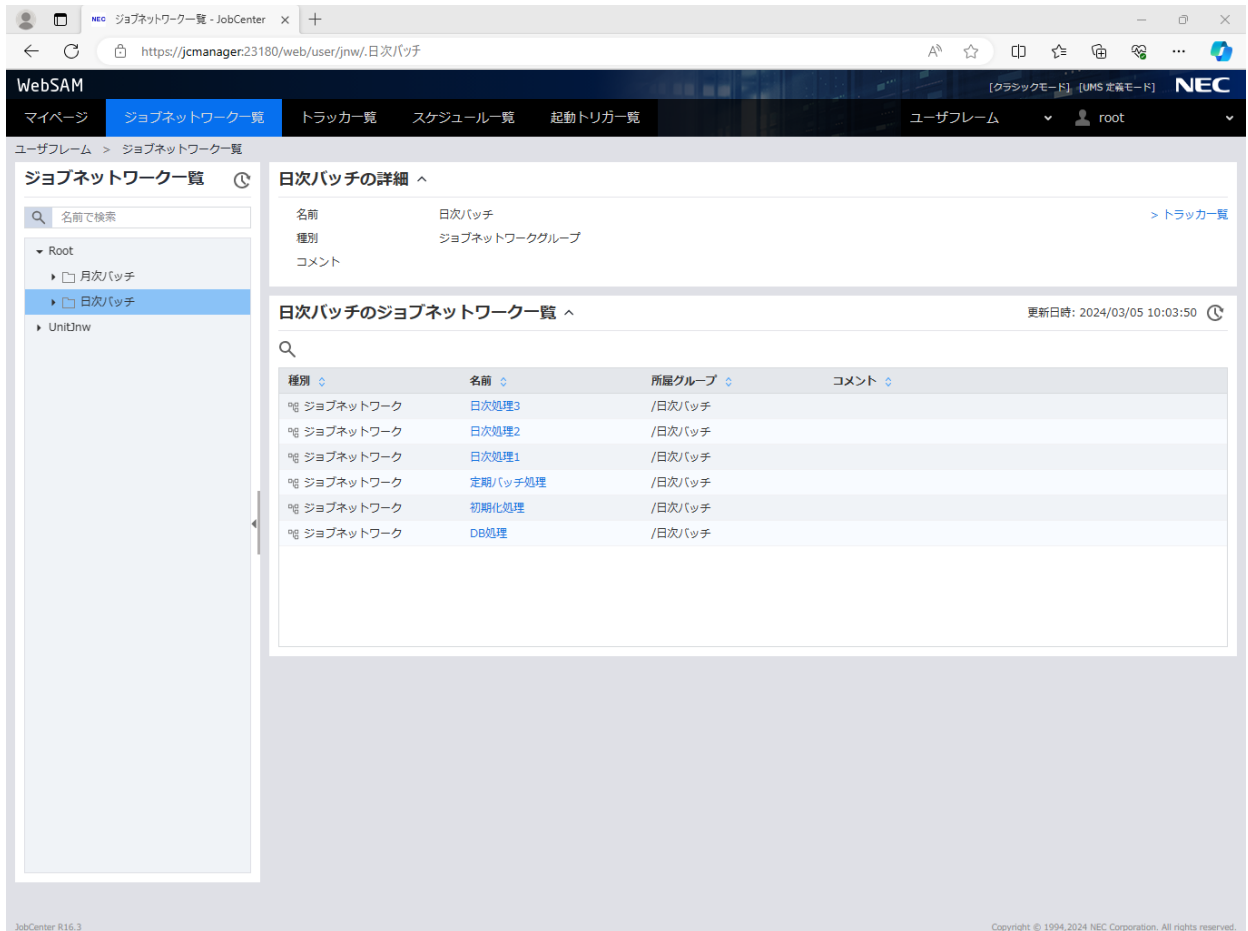 NEC ジョブネットワーク一覧 - JobCenter
https://jcmanager:23180/web/user/jnw/.日次バッチ
WebSAM
[クラシックモード] [UMS 定義モード] NEC
マイページ ジョブネットワーク一覧 トラッカ一覧 スケジュール一覧 起動トリガ一覧 ユーザフレーム root
ユーザフレーム > ジョブネットワーク一覧
ジョブネットワーク一覧
名前で検索
Root
月次バッチ
日次バッチ
UnitJnw
日次バッチの詳細
名前 日次バッチ > トラッカ一覧
種別 ジョブネットワークグループ
コメント
日次バッチのジョブネットワーク一覧 更新日時: 2024/03/05 10:03:50
種別 名前 所属グループ コメント
ジョブネットワーク 日次処理3 /日次バッチ
ジョブネットワーク 日次処理2 /日次バッチ
ジョブネットワーク 日次処理1 /日次バッチ
ジョブネットワーク 定期バッチ処理 /日次バッチ
ジョブネットワーク 初期化処理 /日次バッチ
ジョブネットワーク DB処理 /日次バッチ
JobCenter R16.3 Copyright © 1994,2024 NEC Corporation. All rights reserved.